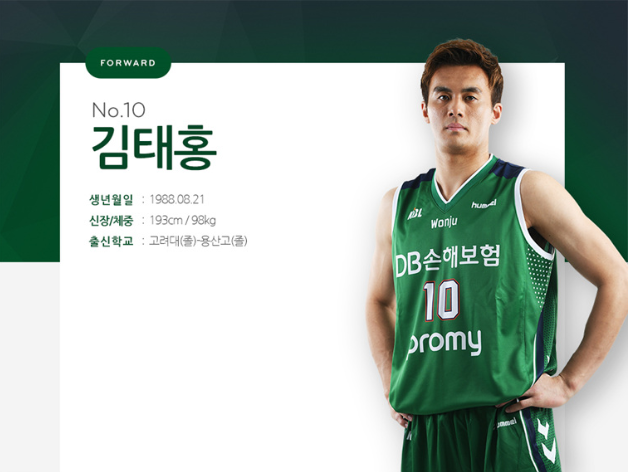 FORWARD
No.10
김태홍
생년월일 : 1988.08.21
신장/체중 : 193cm / 98kg
출신학교 : 고려대(졸)-용산고(졸)
KBL
hummel
Wonju
DB손해보험
10
promy
hummel